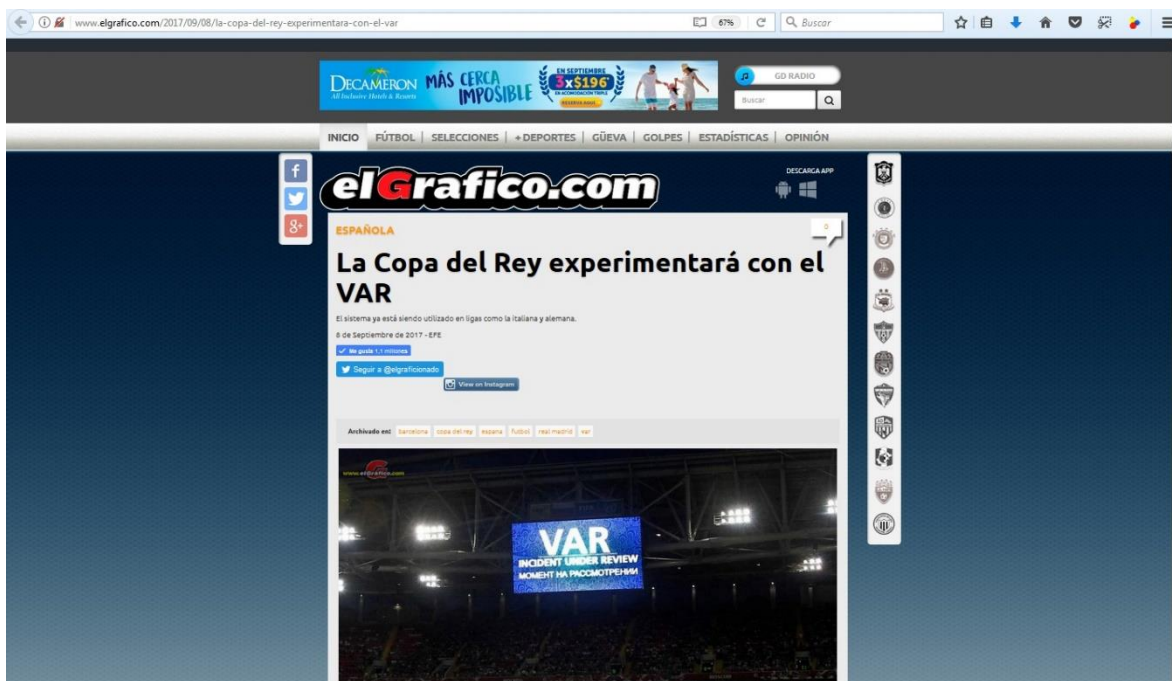 www.elgrafico.com/2017/09/08/la-copa-del-rey-experimentara-con-el-var
67%
Buscar
DECAMERON
All Inclusive Hotels & Resorts
MÁS CERCA
IMPOSIBLE
EN SEPTIEMBRE
3x$196
EN ACOMODACIÓN TRIPLE
GD RADIO
Buscar
INICIO FÚTBOL | SELECCIONES | +DEPORTES | GÜEVA | GOLPES | ESTADÍSTICAS | OPINIÓN
elGrafico.com
DESCARGA APP
f
8+
ESPAÑOLA
0
La Copa del Rey experimentará con el
VAR
El sistema ya está siendo utilizado en ligas como la italiana y alemana.
8 de Septiembre de 2017 - EFE
Me gusta 1,1 millones
Seguir a @elgraficionado
View on Instagram
Archivado en: barcelona copa del rey espana futbol real madrid var
www.elGrafico.com
VAR
INCIDENT UNDER REVIEW
МОМЕНТ НА РАССМОТРЕНИИ